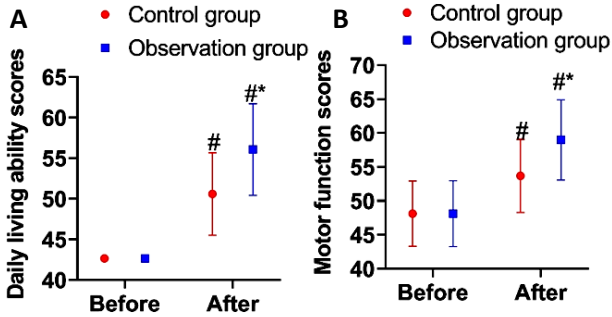 A
Control group
Observation group
Daily living ability scores
65
60
55
50
45
40
#
#*
Before
After
B
Control group
Observation group
Motor function scores
70
65
60
55
50
45
40
#
#*
Before
After